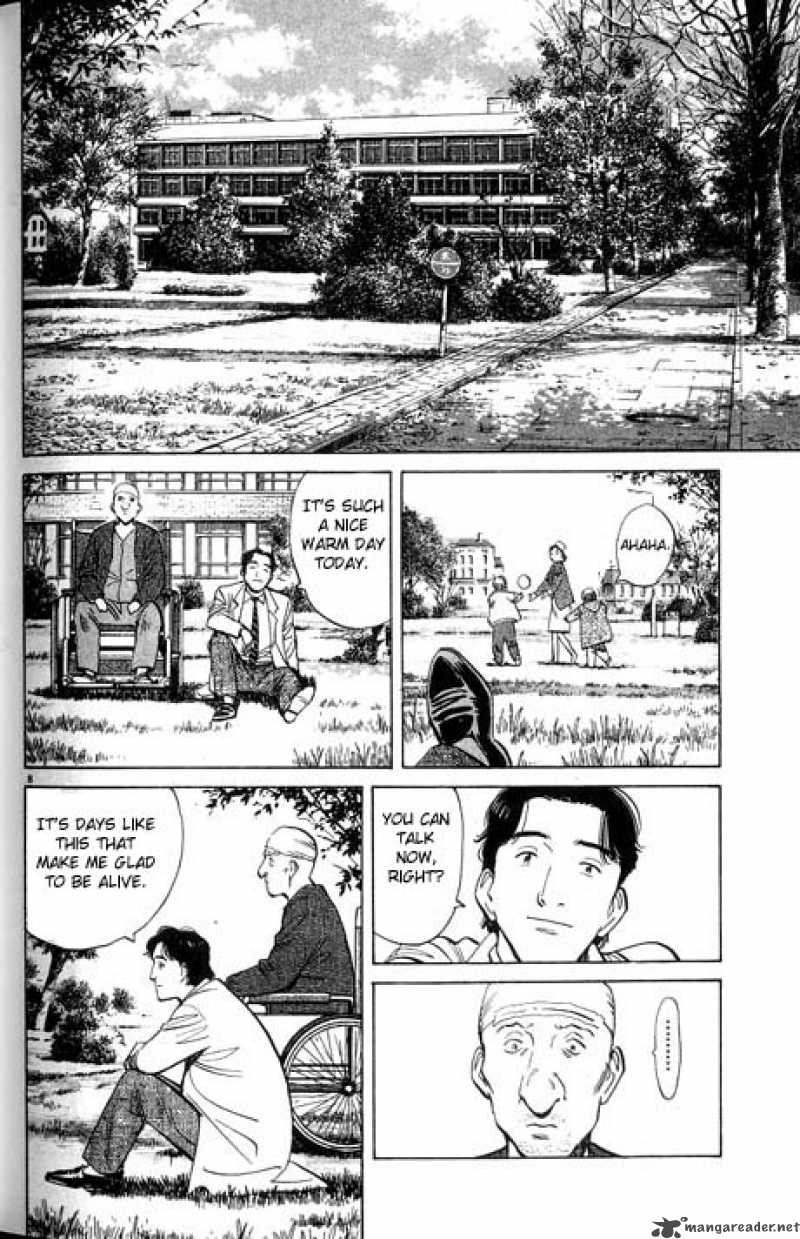 IT'S SUCH
A NICE
WARM DAY
TODAY.
AHAHA.
8
IT'S DAYS LIKE
THIS THAT
MAKE ME GLAD
TO BE ALIVE.
YOU CAN
TALK
NOW,
RIGHT?
.........
mangareader.net